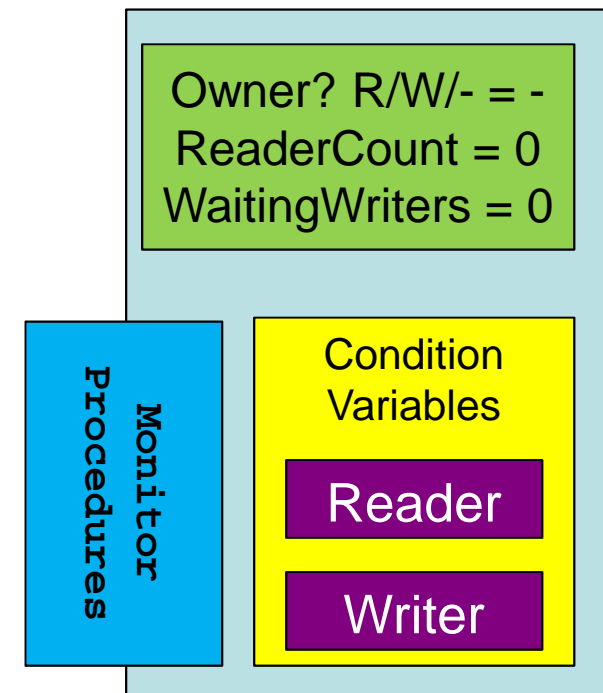 Owner? R/W/- = -
ReaderCount = 0
WaitingWriters = 0
Monitor
Procedures
Condition
Variables
Reader
Writer